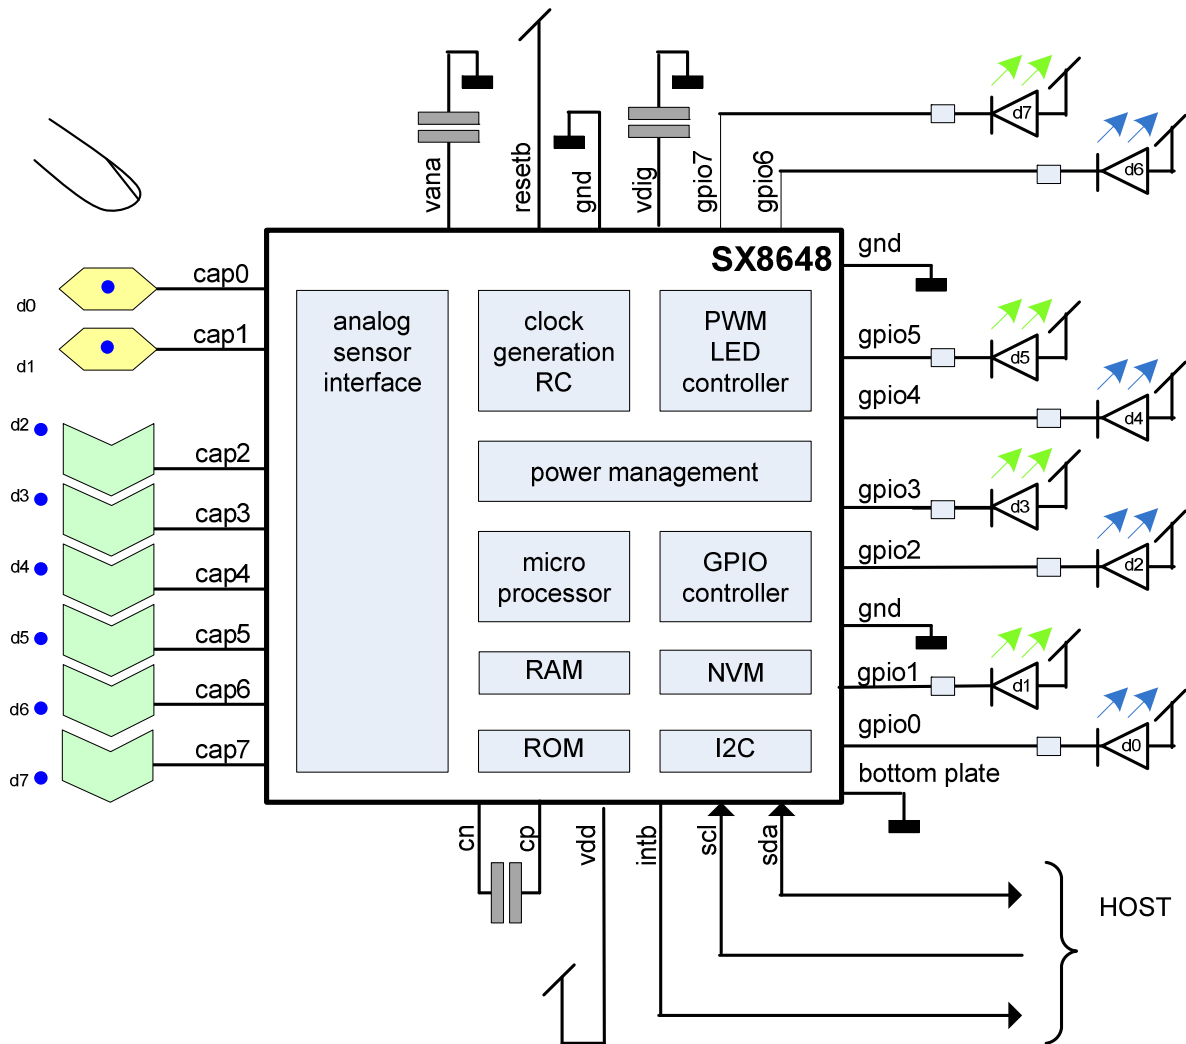 vana
resetb
gnd
vdig
gpio7
gpio6
d7
d6
SX8648
gnd
cap0
d0
cap1
d1
d2
cap2
d3
cap3
d4
cap4
d5
cap5
d6
cap6
d7
cap7
analog
sensor
interface
clock
generation
RC
PWM
LED
controller
power management
micro
processor
GPIO
controller
RAM
NVM
ROM
I2C
gpio5
d5
gpio4
d4
gpio3
d3
gpio2
d2
gnd
gpio1
d1
gpio0
d0
bottom plate
cn
cp
vdd
intb
scl
sda
HOST